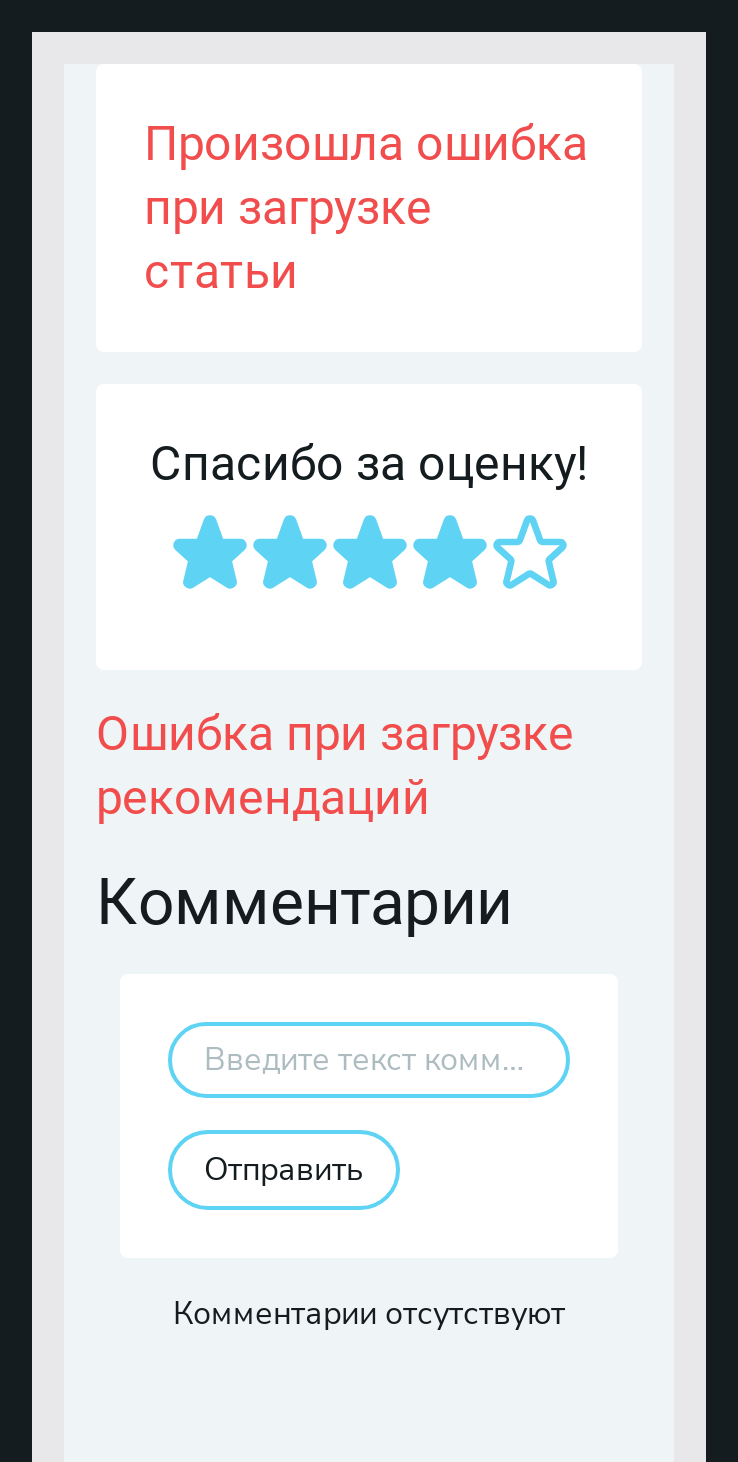 Произошла ошибка
при загрузке
статьи
Спасибо за оценку!
Ошибка при загрузке
рекомендаций
Комментарии
Введите текст комм...
Отправить
Комментарии отсутствуют